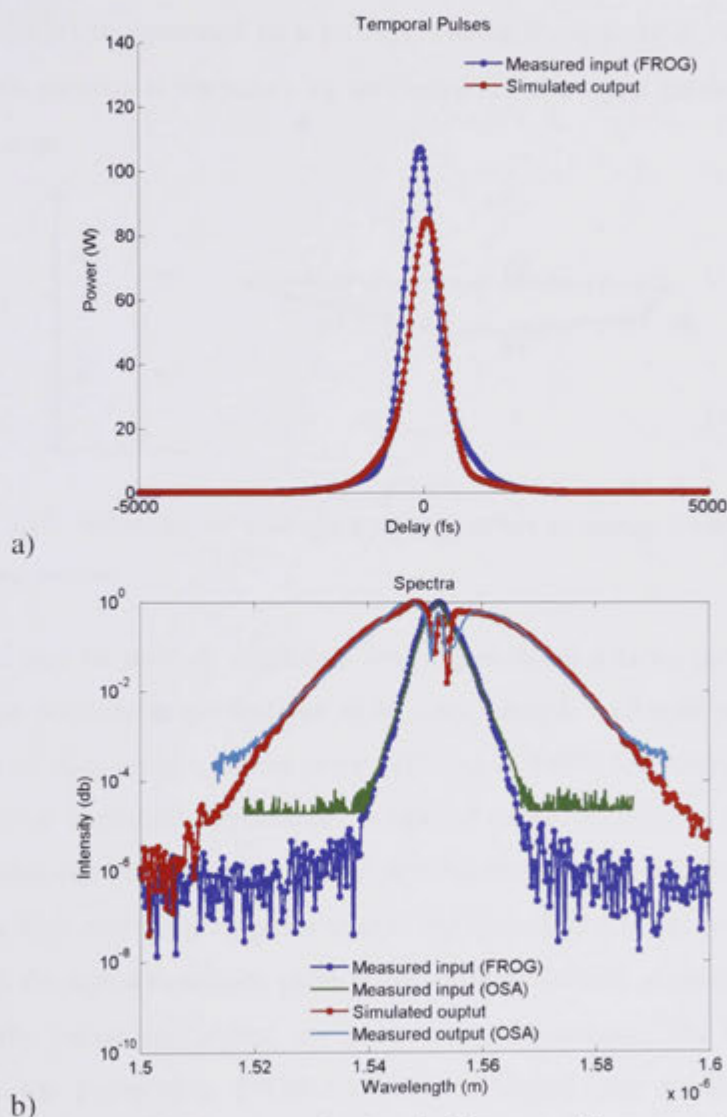 Temporal Pulses
140
120
100
80
60
40
20
0
Power (W)
Measured input (FROG)
Simulated output
-5000
0
5000
Delay (fs)
a)
Spectra
10^0
10^-2
10^-4
10^-6
10^-8
10^-10
Intensity (db)
Measured input (FROG)
Measured input (OSA)
Simulated ouptut
Measured output (OSA)
1.5
1.52
1.54
1.56
1.58
1.6
Wavelength (m)
x 10^-6
b)